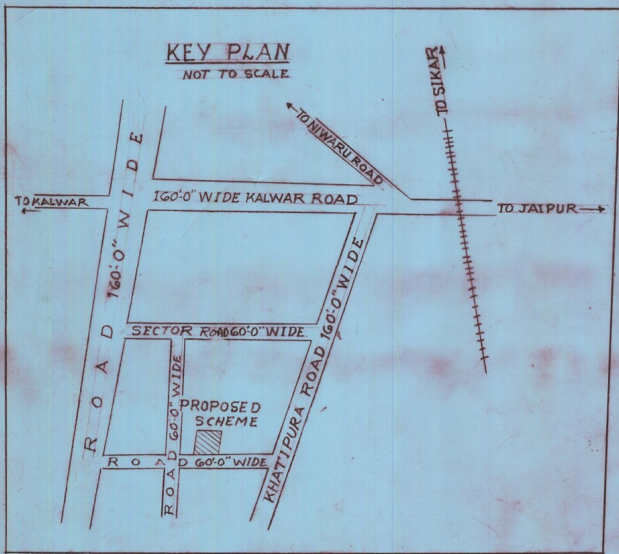 KEY PLAN
NOT TO SCALE
TO SIKAR
TO NIWARU ROAD
TO KALWAR
160'-0" WIDE KALWAR ROAD
TO JAIPUR
ROAD 160'-0" WIDE
SECTOR ROAD 60'-0" WIDE
KHATIPURA ROAD 160'-0" WIDE
ROAD 60'-0" WIDE
PROPOSED
SCHEME
ROAD 60'-0" WIDE